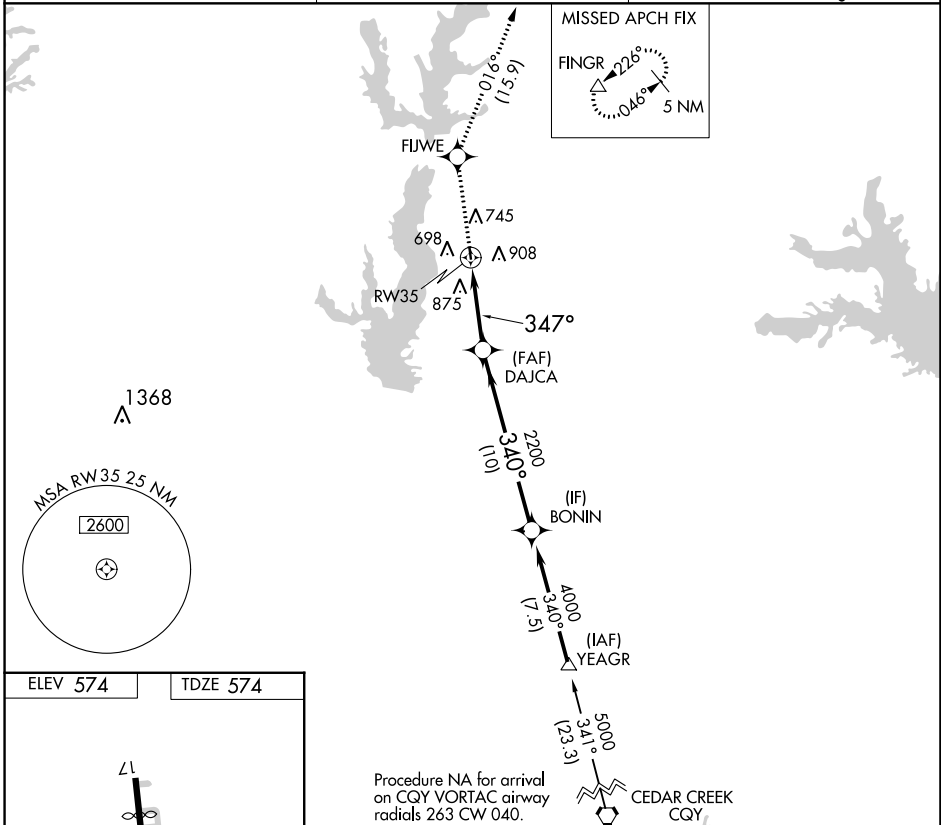 MISSED APCH FIX
FINGR
226°
046°
5 NM
016°
(15.9)
FIJWE
745
698
908
RW35
875
347°
(FAF)
DAJCA
1368
2200
340°
(10)
MSA RW35 25 NM
2600
(IF)
BONIN
4000
340°
(7.5)
(IAF)
YEAGR
ELEV 574
TDZE 574
5000
341°
(23.3)
17
Procedure NA for arrival
on CQY VORTAC airway
radials 263 CW 040.
CEDAR CREEK
CQY